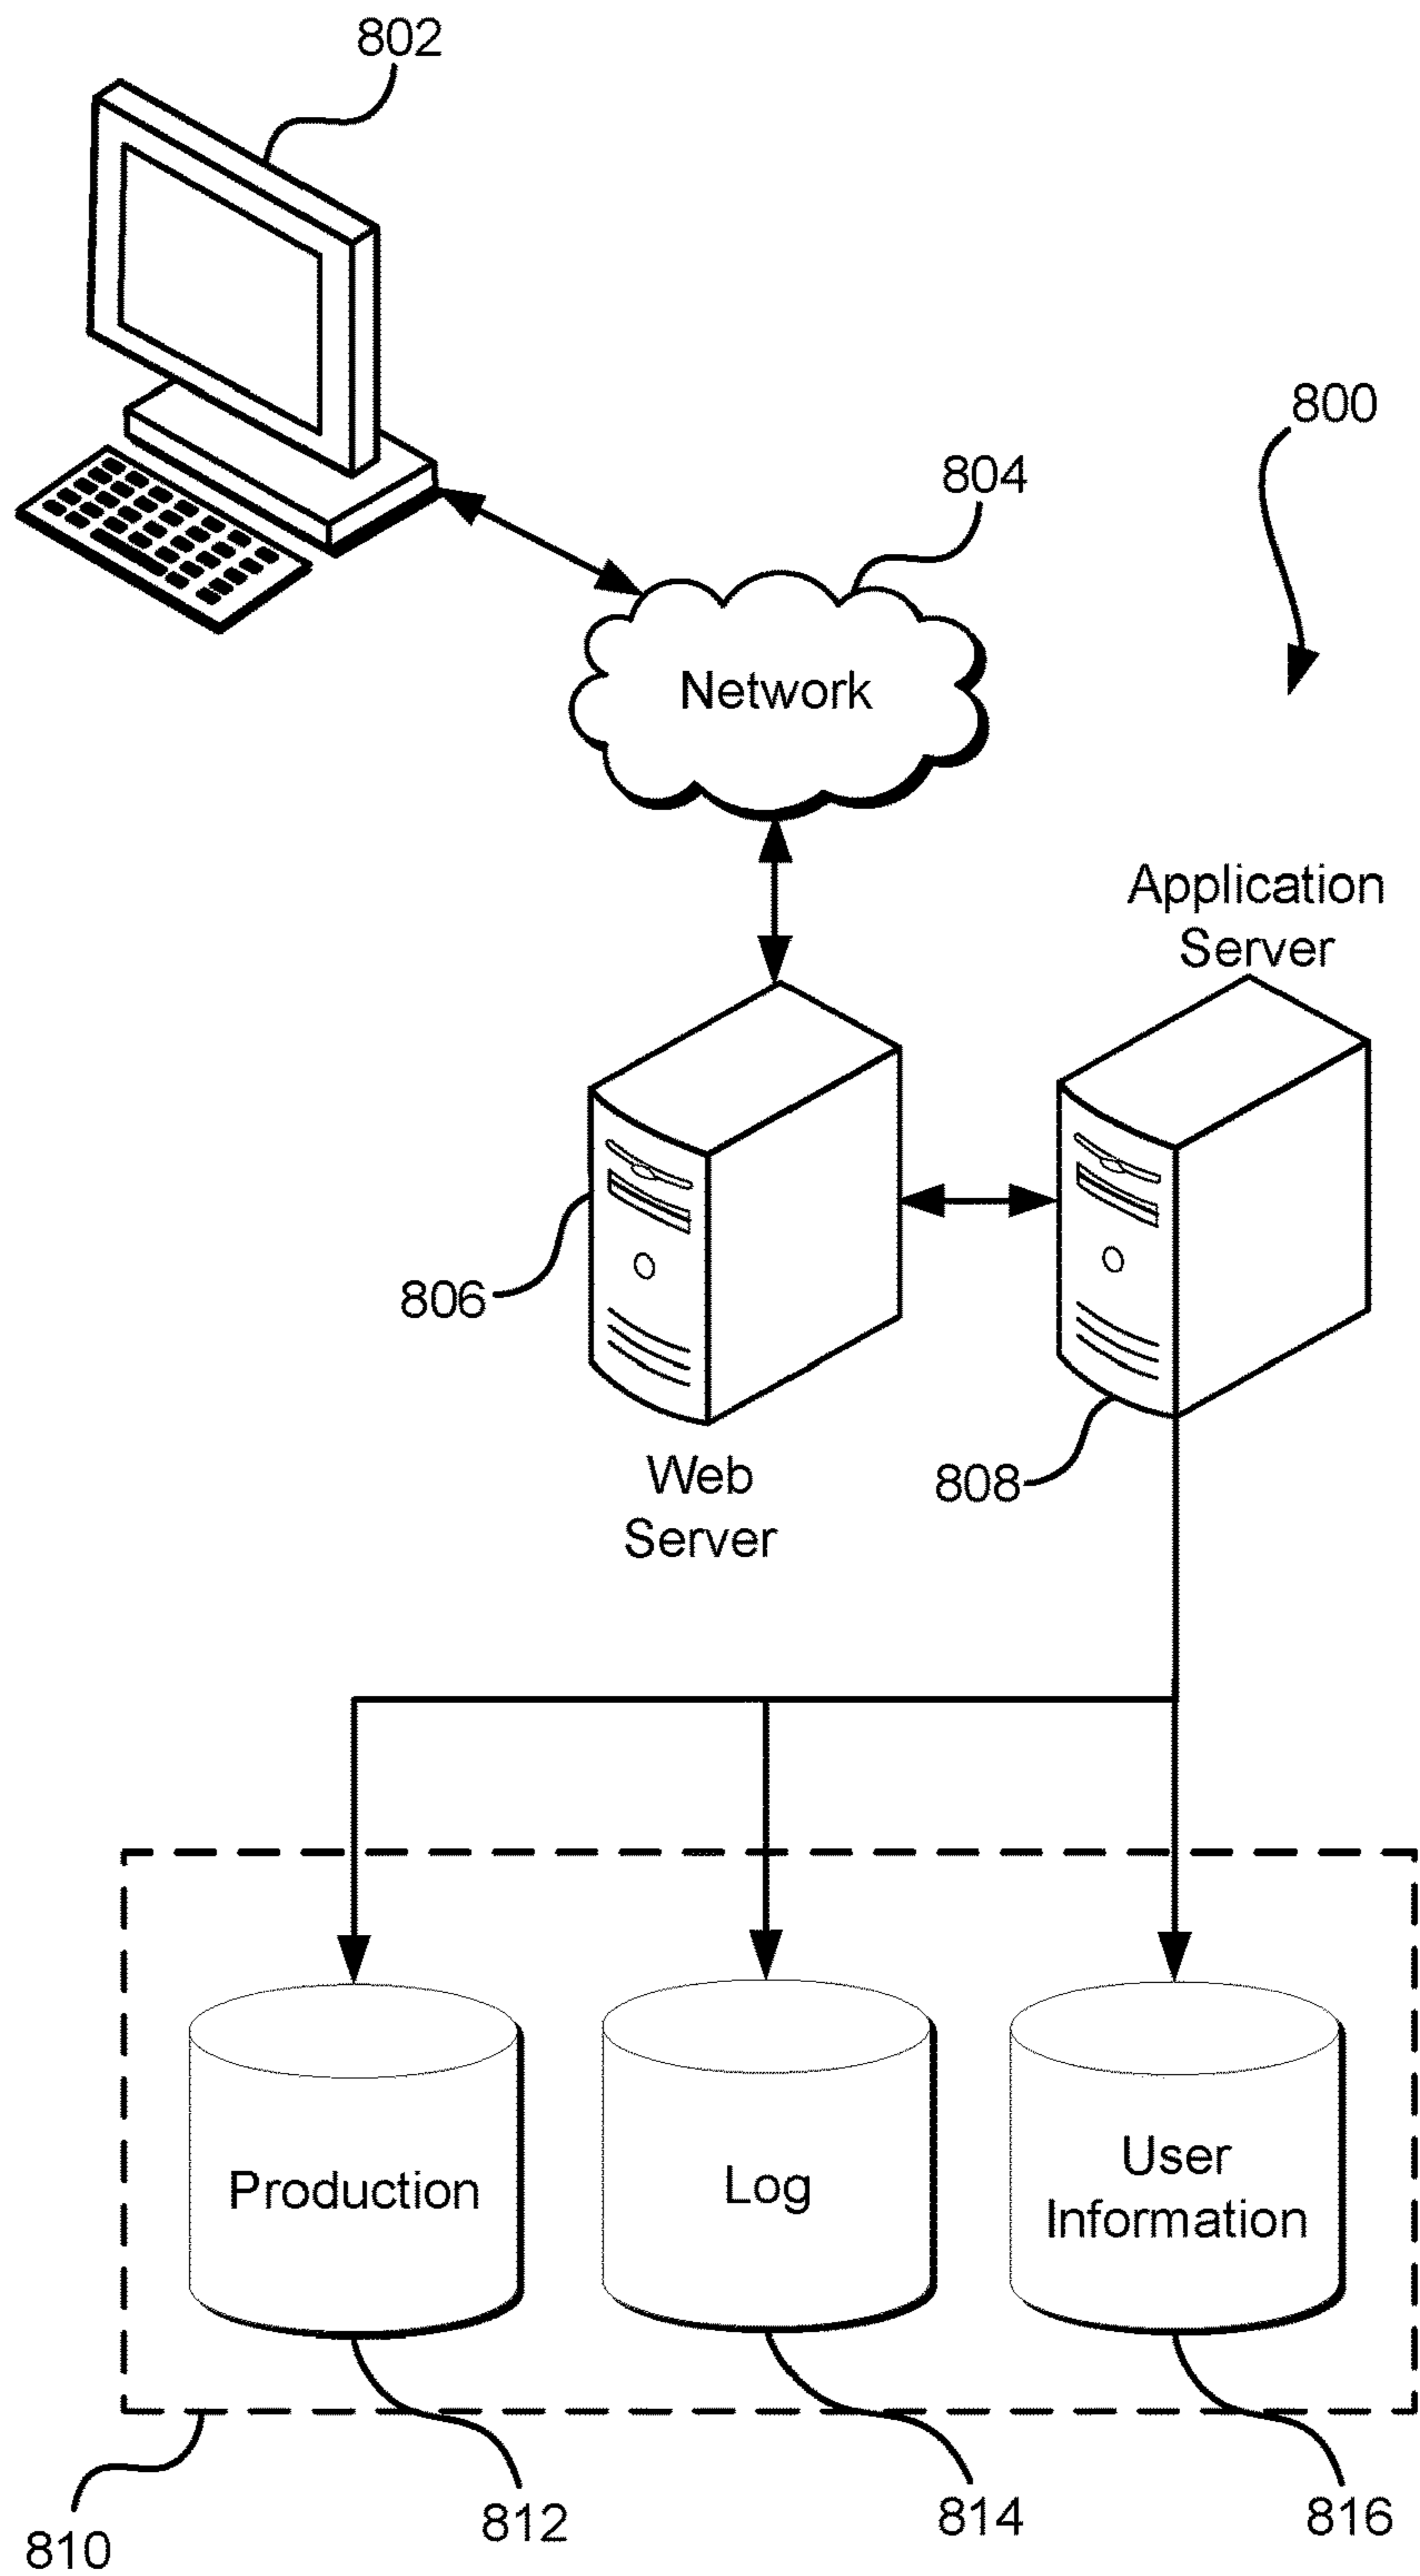 802
800
804
Network
Application
Server
806
Web
Server
808
Production
Log
User
Information
810
812
814
816